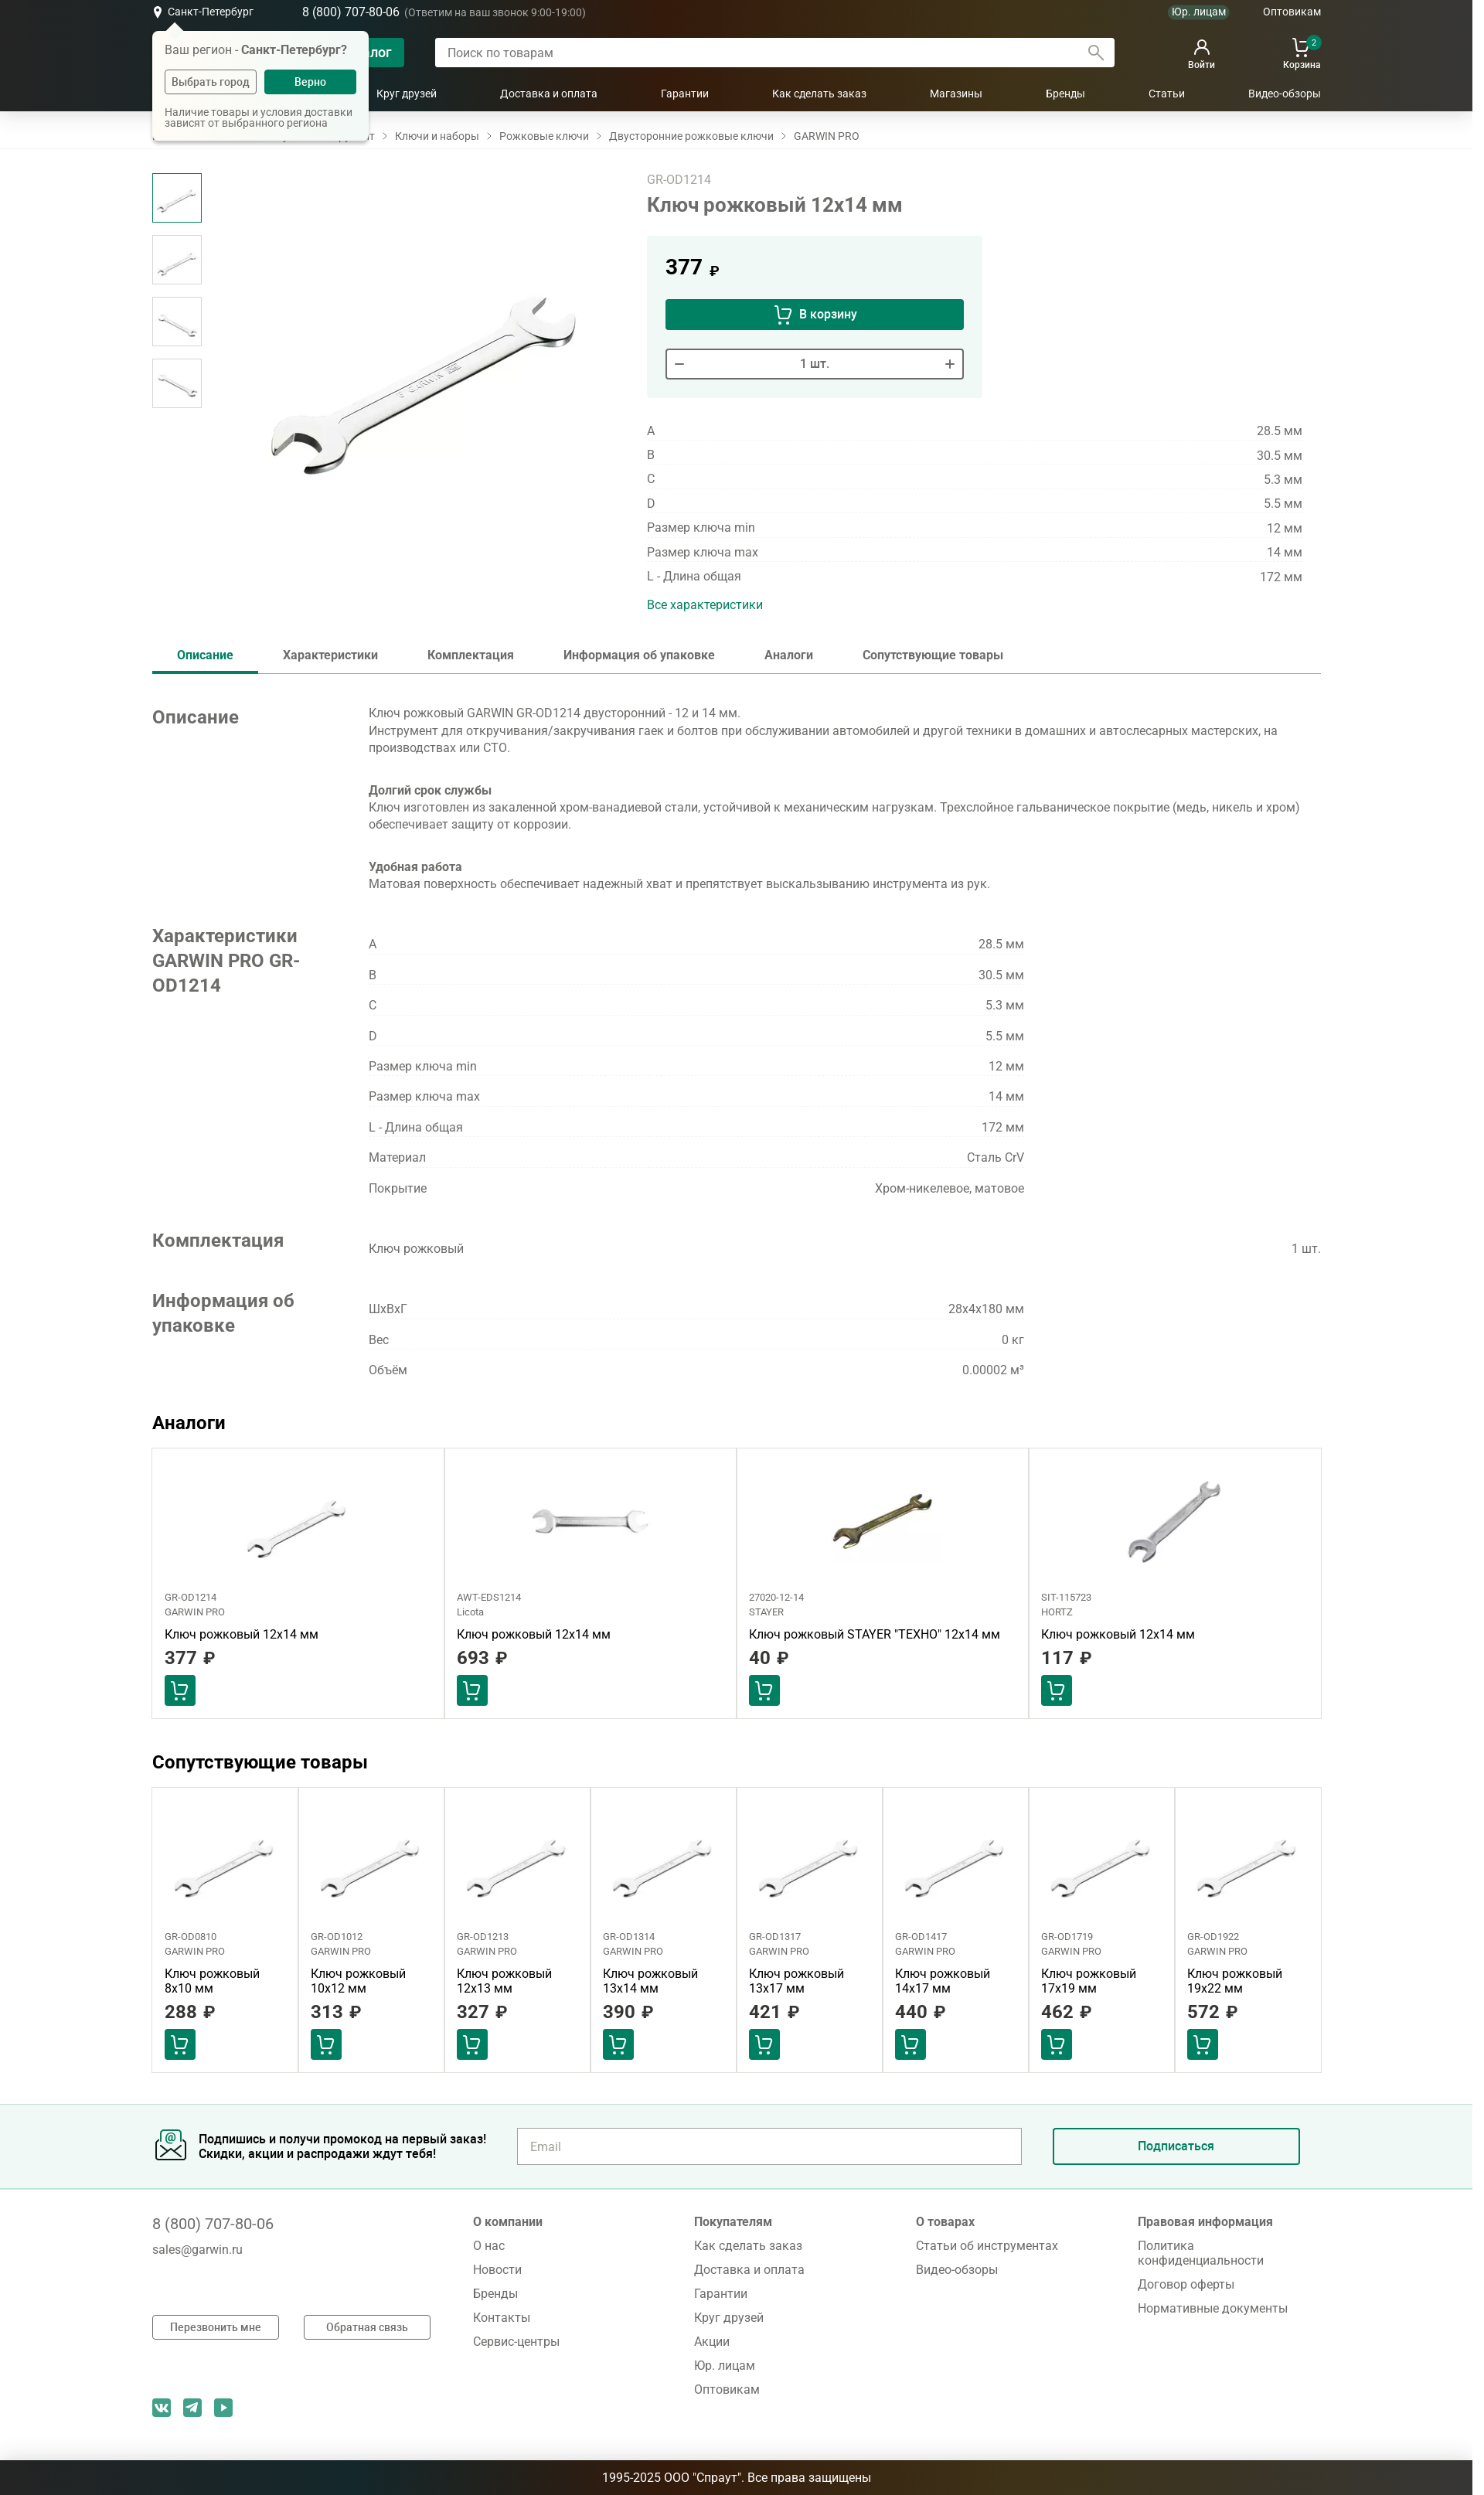 Санкт-Петербург
8 (800) 707-80-06 (Ответим на ваш звонок 9:00-19:00)
Юр. лицам
Оптовикам
Ваш регион - Санкт-Петербург?
Выбрать город
Верно
Наличие товары и условия доставки
зависят от выбранного региона
Поиск по товарам
Войти
2
Корзина
Круг друзей
Доставка и оплата
Гарантии
Как сделать заказ
Магазины
Бренды
Статьи
Видео-обзоры
Ключи и наборы
Рожковые ключи
Двусторонние рожковые ключи
GARWIN PRO
GR-OD1214
Ключ рожковый 12х14 мм
377 ₽
В корзину
− 1 шт. +
A 28.5 мм
B 30.5 мм
C 5.3 мм
D 5.5 мм
Размер ключа min 12 мм
Размер ключа max 14 мм
L - Длина общая 172 мм
Все характеристики
Описание
Характеристики
Комплектация
Информация об упаковке
Аналоги
Сопутствующие товары
Описание
Ключ рожковый GARWIN GR-OD1214 двусторонний - 12 и 14 мм.
Инструмент для откручивания/закручивания гаек и болтов при обслуживании автомобилей и другой техники в домашних и автослесарных мастерских, на
производствах или СТО.
Долгий срок службы
Ключ изготовлен из закаленной хром-ванадиевой стали, устойчивой к механическим нагрузкам. Трехслойное гальваническое покрытие (медь, никель и хром)
обеспечивает защиту от коррозии.
Удобная работа
Матовая поверхность обеспечивает надежный хват и препятствует выскальзыванию инструмента из рук.
Характеристики
GARWIN PRO GR-
OD1214
A 28.5 мм
B 30.5 мм
C 5.3 мм
D 5.5 мм
Размер ключа min 12 мм
Размер ключа max 14 мм
L - Длина общая 172 мм
Материал Сталь CrV
Покрытие Хром-никелевое, матовое
Комплектация
Ключ рожковый 1 шт.
Информация об
упаковке
ШхВхГ 28x4x180 мм
Вес 0 кг
Объём 0.00002 м³
Аналоги
GR-OD1214
GARWIN PRO
Ключ рожковый 12х14 мм
377 ₽
AWT-EDS1214
Licota
Ключ рожковый 12х14 мм
693 ₽
27020-12-14
STAYER
Ключ рожковый STAYER "ТЕХНО" 12х14 мм
40 ₽
SIT-115723
HORTZ
Ключ рожковый 12х14 мм
117 ₽
Сопутствующие товары
GR-OD0810
GARWIN PRO
Ключ рожковый
8х10 мм
288 ₽
GR-OD1012
GARWIN PRO
Ключ рожковый
10х12 мм
313 ₽
GR-OD1213
GARWIN PRO
Ключ рожковый
12х13 мм
327 ₽
GR-OD1314
GARWIN PRO
Ключ рожковый
13х14 мм
390 ₽
GR-OD1317
GARWIN PRO
Ключ рожковый
13х17 мм
421 ₽
GR-OD1417
GARWIN PRO
Ключ рожковый
14х17 мм
440 ₽
GR-OD1719
GARWIN PRO
Ключ рожковый
17х19 мм
462 ₽
GR-OD1922
GARWIN PRO
Ключ рожковый
19х22 мм
572 ₽
Подпишись и получи промокод на первый заказ!
Скидки, акции и распродажи ждут тебя!
Email
Подписаться
8 (800) 707-80-06
sales@garwin.ru
Перезвонить мне
Обратная связь
О компании
О нас
Новости
Бренды
Контакты
Сервис-центры
Покупателям
Как сделать заказ
Доставка и оплата
Гарантии
Круг друзей
Акции
Юр. лицам
Оптовикам
О товарах
Статьи об инструментах
Видео-обзоры
Правовая информация
Политика
конфиденциальности
Договор оферты
Нормативные документы
1995-2025 ООО "Спраут". Все права защищены